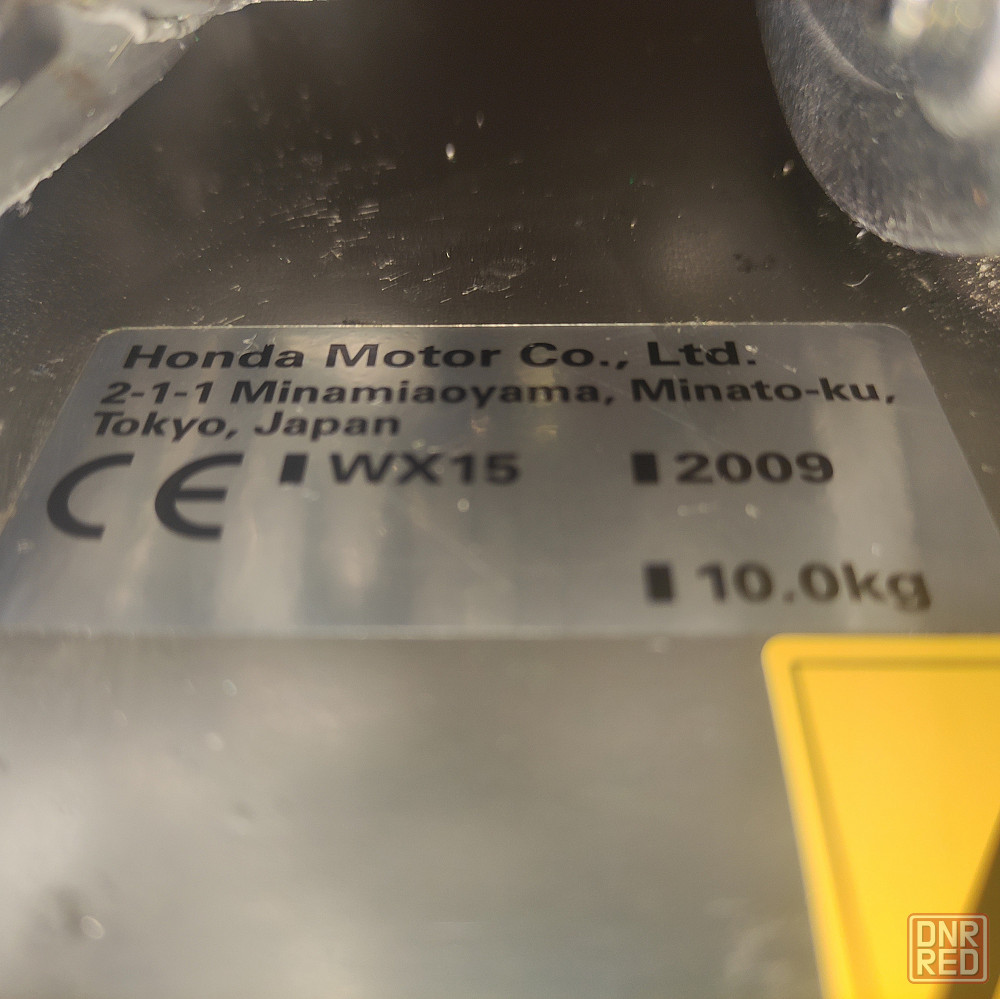 Honda Motor Co., Ltd.
2-1-1 Minamiaoyama, Minato-ku,
Tokyo, Japan
CE WX15 2009
10.0kg
DNR
RED